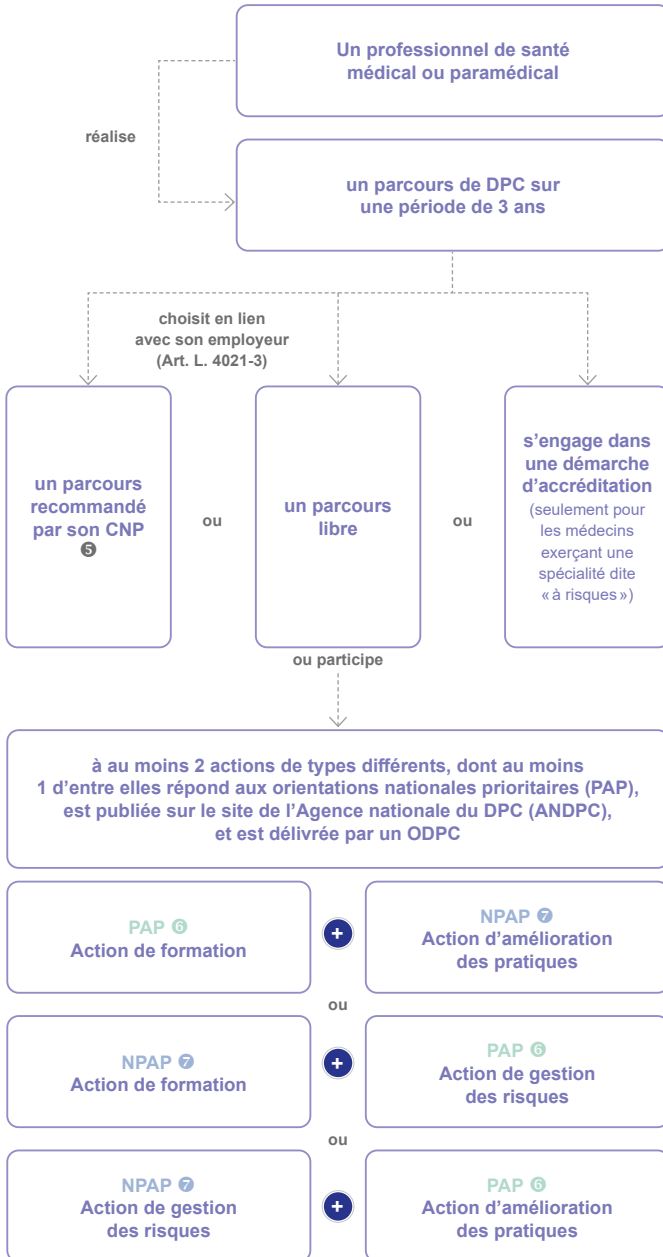 Un professionnel de santé
médical ou paramédical
réalise
un parcours de DPC sur
une période de 3 ans
choisit en lien
avec son employeur
(Art. L. 4021-3)
un parcours
recommandé
par son CNP
❺
ou
un parcours
libre
ou
s’engage dans
une démarche
d’accréditation
(seulement pour
les médecins
exerçant une
spécialité dite
« à risques »)
ou participe
à au moins 2 actions de types différents, dont au moins
1 d’entre elles répond aux orientations nationales prioritaires (PAP),
est publiée sur le site de l’Agence nationale du DPC (ANDPC),
et est délivrée par un ODPC
PAP ❻
Action de formation
+
NPAP ❼
Action d’amélioration
des pratiques
ou
NPAP ❼
Action de formation
+
PAP ❻
Action de gestion
des risques
ou
NPAP ❼
Action de gestion
des risques
+
PAP ❻
Action d’amélioration
des pratiques